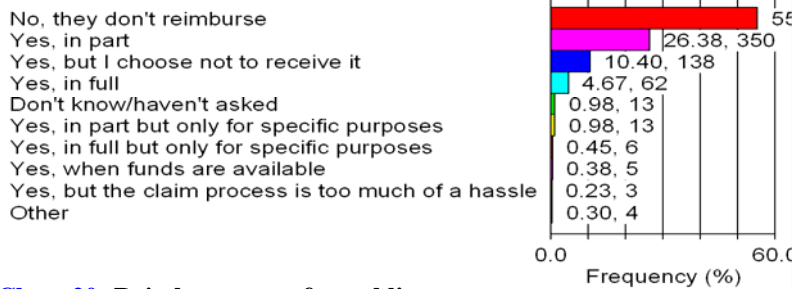 No, they don't reimburse 55
Yes, in part 26.38, 350
Yes, but I choose not to receive it 10.40, 138
Yes, in full 4.67, 62
Don't know/haven't asked 0.98, 13
Yes, in part but only for specific purposes 0.98, 13
Yes, in full but only for specific purposes 0.45, 6
Yes, when funds are available 0.38, 5
Yes, but the claim process is too much of a hassle 0.23, 3
Other 0.30, 4
0.0 60.0
Frequency (%)